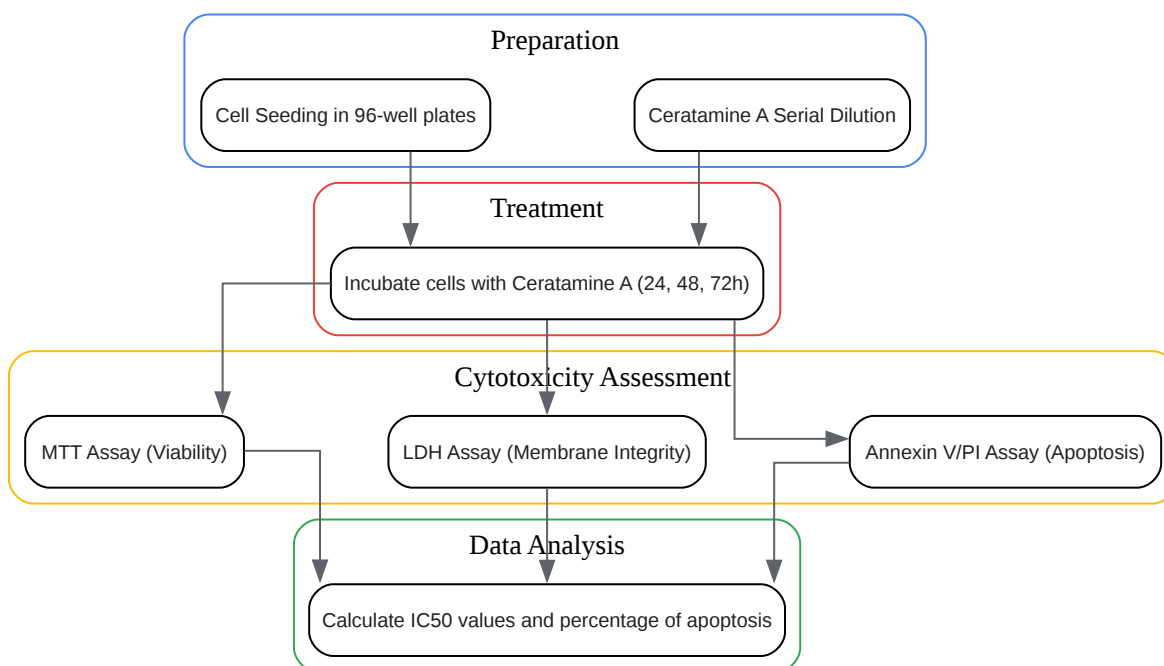 Preparation
Cell Seeding in 96-well plates
Ceratamine A Serial Dilution
Treatment
Incubate cells with Ceratamine A (24, 48, 72h)
Cytotoxicity Assessment
MTT Assay (Viability)
LDH Assay (Membrane Integrity)
Annexin V/PI Assay (Apoptosis)
Data Analysis
Calculate IC50 values and percentage of apoptosis